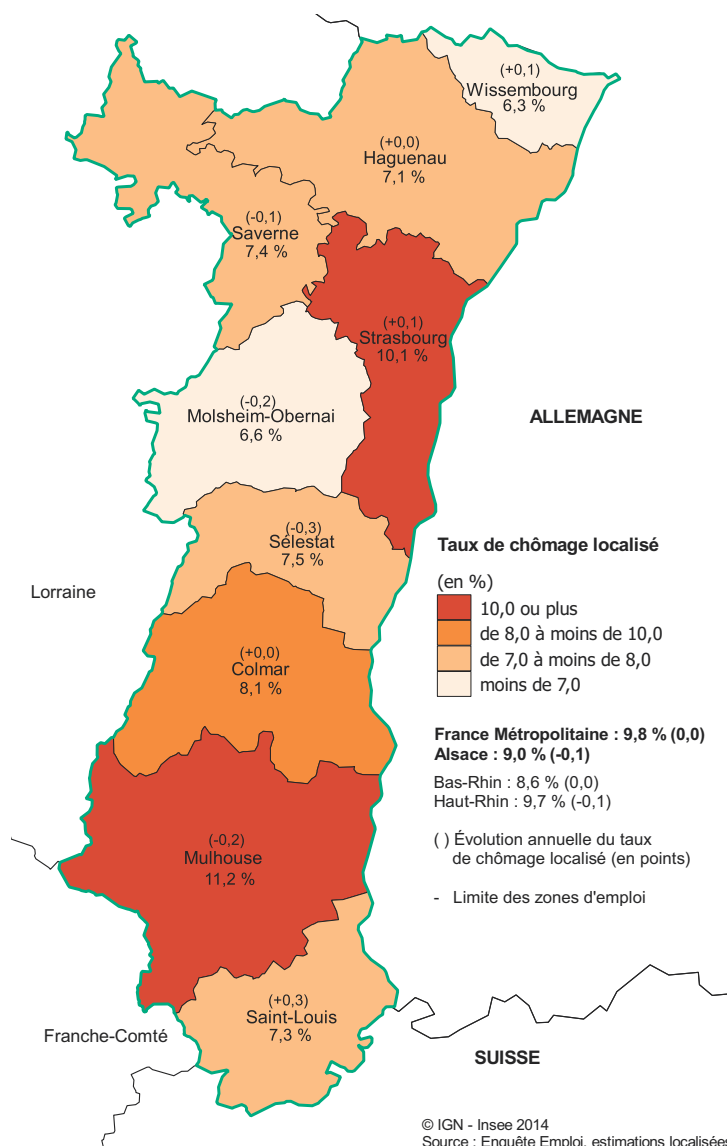 (+0,1)
Wissembourg
6,3 %
(+0,0)
Haguenau
7,1 %
(-0,1)
Saverne
7,4 %
(+0,1)
Strasbourg
10,1 %
(-0,2)
Molsheim-Obernai
6,6 %
ALLEMAGNE
(-0,3)
Sélestat
7,5 %
Lorraine
(+0,0)
Colmar
8,1 %
(-0,2)
Mulhouse
11,2 %
(+0,3)
Saint-Louis
7,3 %
Franche-Comté
SUISSE
Taux de chômage localisé
(en %)
10,0 ou plus
de 8,0 à moins de 10,0
de 7,0 à moins de 8,0
moins de 7,0
France Métropolitaine : 9,8 % (0,0)
Alsace : 9,0 % (-0,1)
Bas-Rhin : 8,6 % (0,0)
Haut-Rhin : 9,7 % (-0,1)
( ) Évolution annuelle du taux
de chômage localisé (en points)
- Limite des zones d'emploi
© IGN - Insee 2014
Source : Enquête Emploi, estimations localisées